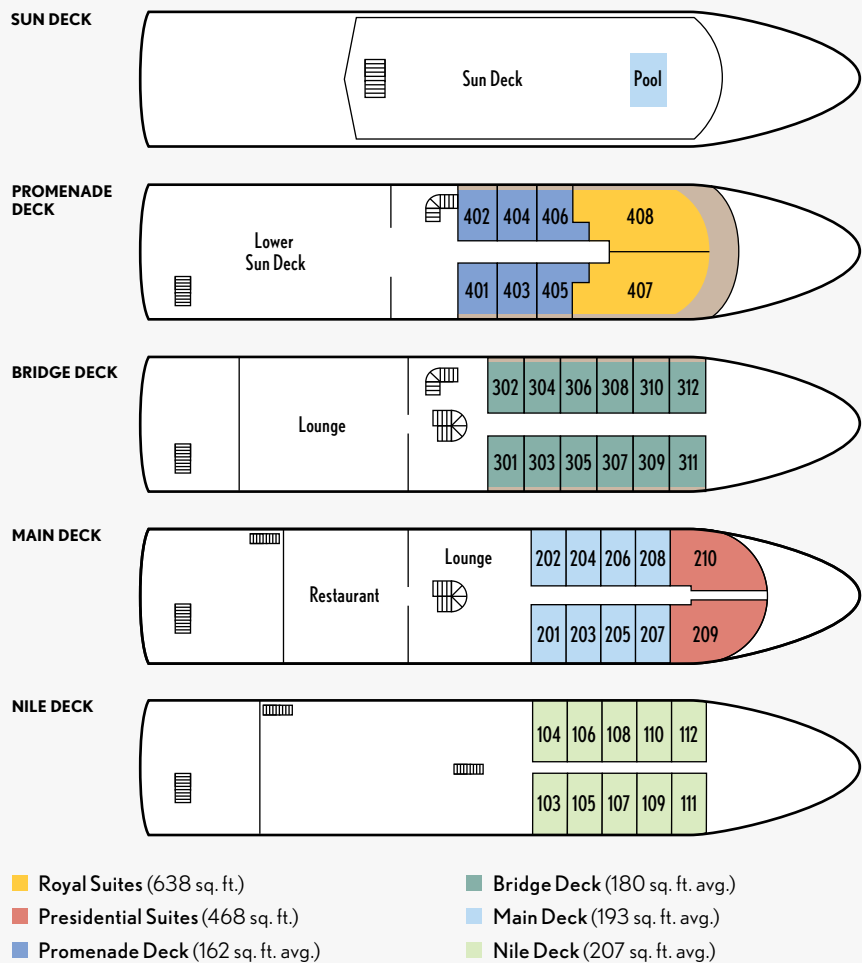 SUN DECK
Sun Deck
Pool
PROMENADE
DECK
402 404 406 408
Lower
Sun Deck
401 403 405 407
BRIDGE DECK
302 304 306 308 310 312
Lounge
301 303 305 307 309 311
MAIN DECK
Lounge
202 204 206 208 210
Restaurant
201 203 205 207 209
NILE DECK
104 106 108 110 112
103 105 107 109 111
Royal Suites (638 sq. ft.)
Presidential Suites (468 sq. ft.)
Promenade Deck (162 sq. ft. avg.)
Bridge Deck (180 sq. ft. avg.)
Main Deck (193 sq. ft. avg.)
Nile Deck (207 sq. ft. avg.)